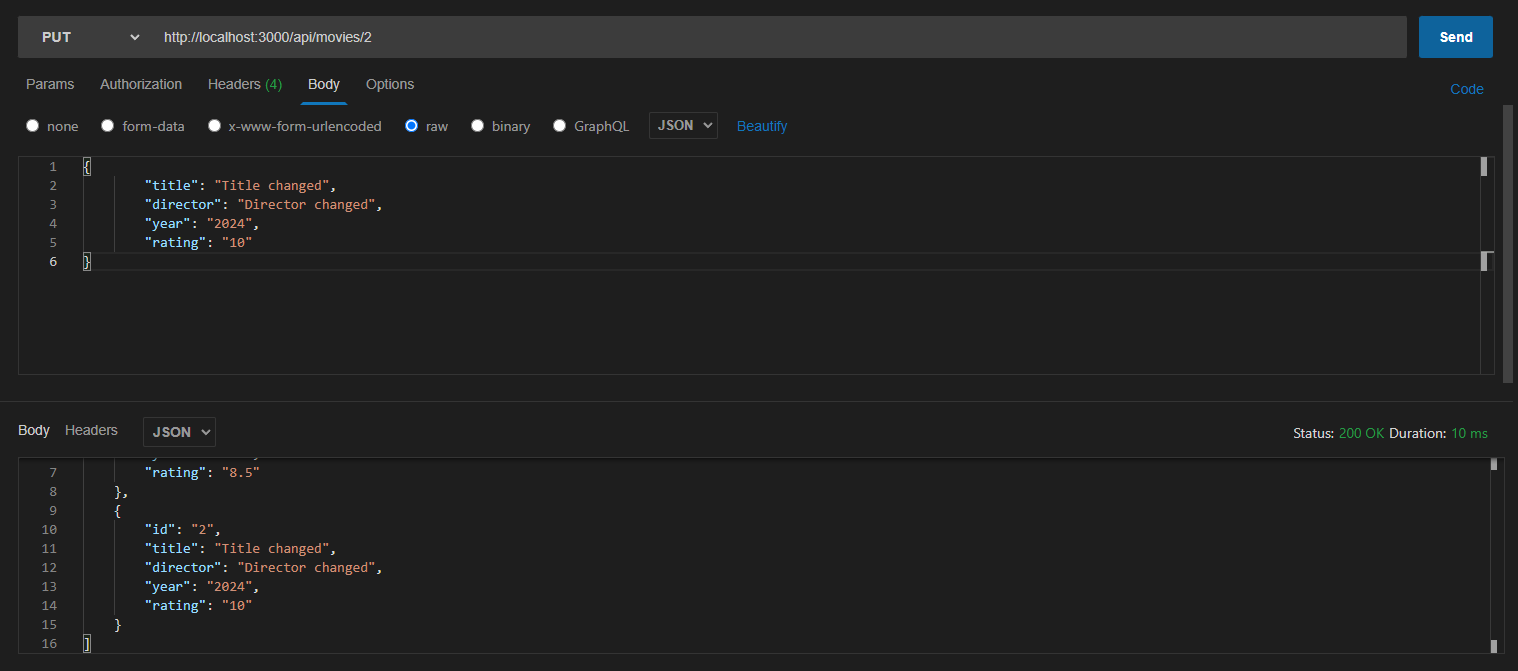 PUT http://localhost:3000/api/movies/2 Send
Params Authorization Headers (4) Body Options Code
none form-data x-www-form-urlencoded raw binary GraphQL JSON Beautify
1 {
2 "title": "Title changed",
3 "director": "Director changed",
4 "year": "2024",
5 "rating": "10"
6 }
Body Headers JSON Status: 200 OK Duration: 10 ms
7 "rating": "8.5"
8 },
9 {
10 "id": "2",
11 "title": "Title changed",
12 "director": "Director changed",
13 "year": "2024",
14 "rating": "10"
15 }
16 ]